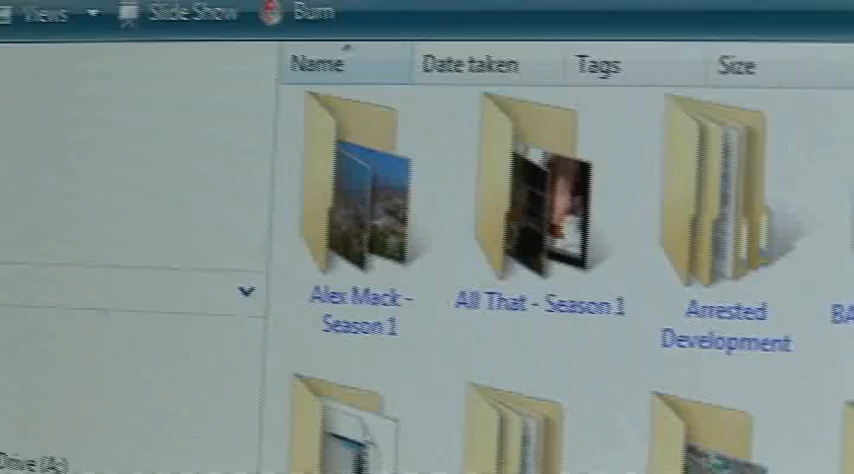 Views Slide Show Burn
Name Date taken Tags Size
Alex Mack - All That - Season 1 Arrested BA
Season 1 Development
Drive (A:)